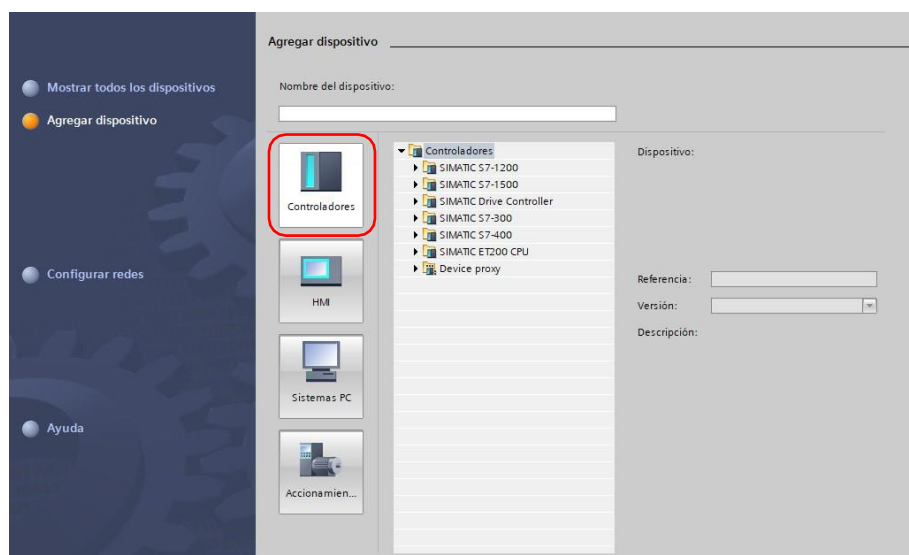 Agregar dispositivo
Mostrar todos los dispositivos
Agregar dispositivo
Configurar redes
Ayuda
Nombre del dispositivo:
Controladores
HMI
Sistemas PC
Accionamien...
Controladores
SIMATIC S7-1200
SIMATIC S7-1500
SIMATIC Drive Controller
SIMATIC S7-300
SIMATIC S7-400
SIMATIC ET200 CPU
Device proxy
Dispositivo:
Referencia:
Versión:
Descripción: